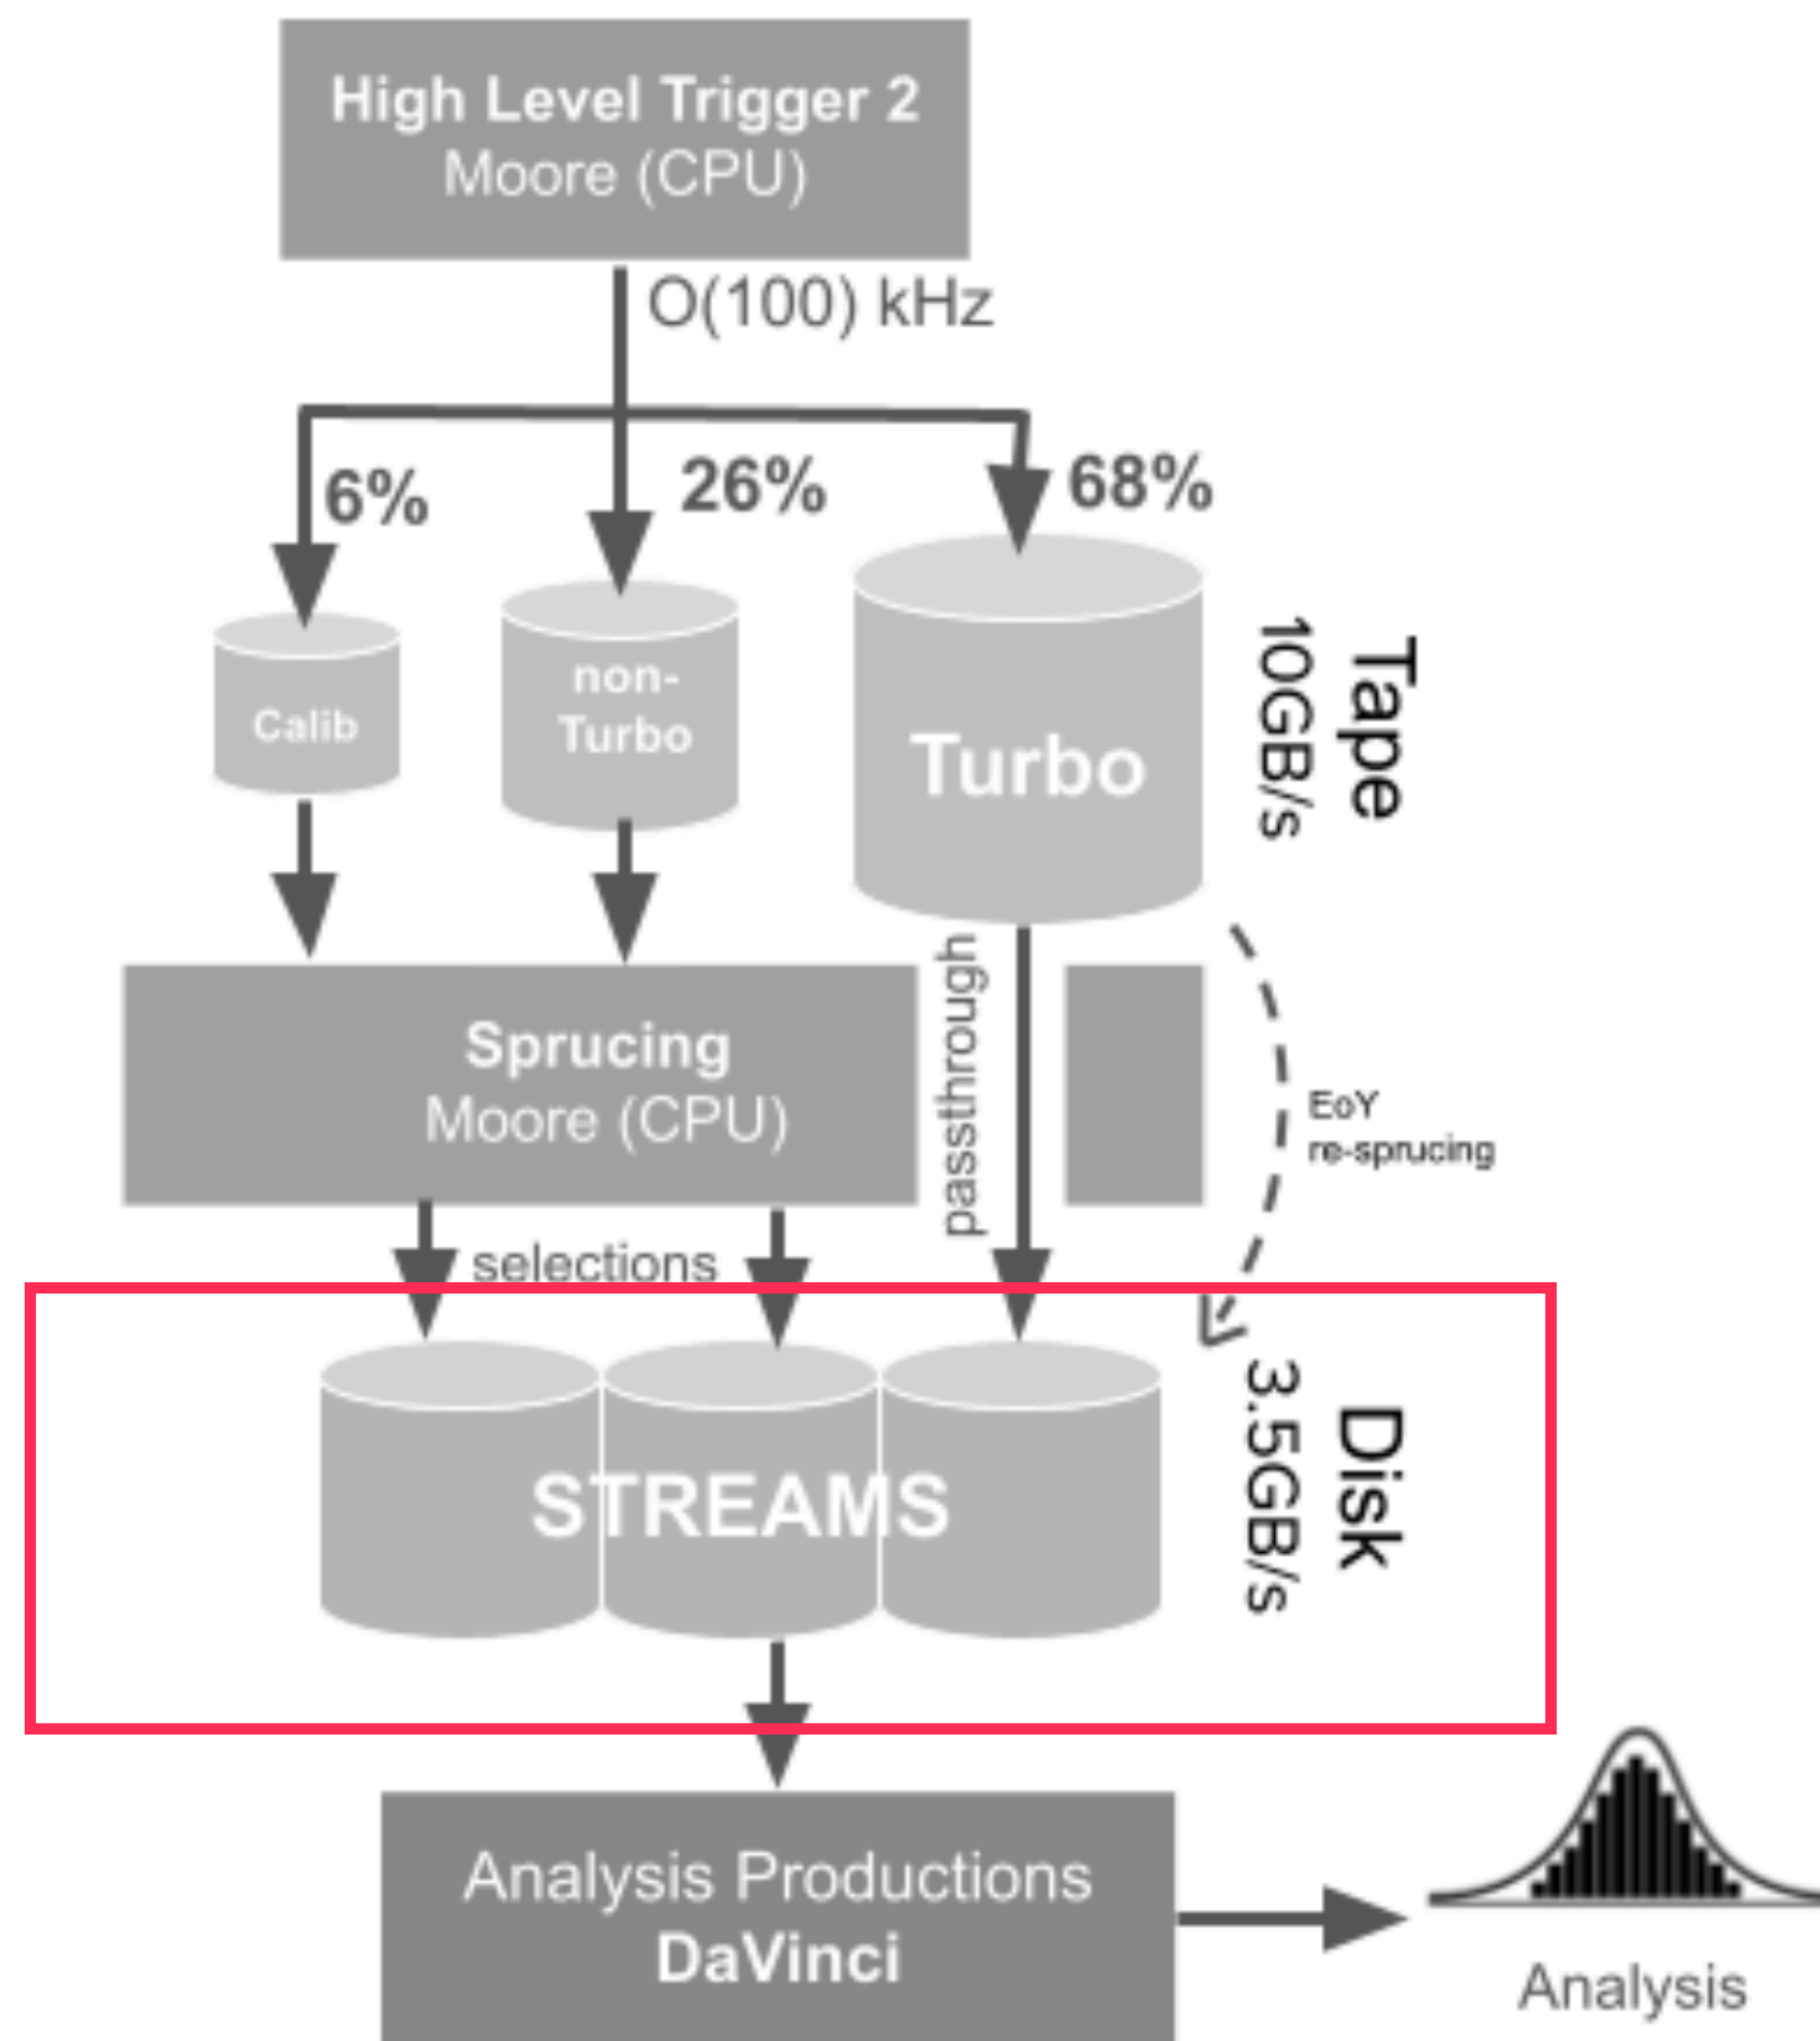 High Level Trigger 2
Moore (CPU)
O(100) kHz
6%
26%
68%
Calib
non-
Turbo
Turbo
Tape
10GB/s
Sprucing
Moore (CPU)
passthrough
EoY
re-sprucing
selections
STREAMS
Disk
3.5GB/s
Analysis Productions
DaVinci
Analysis